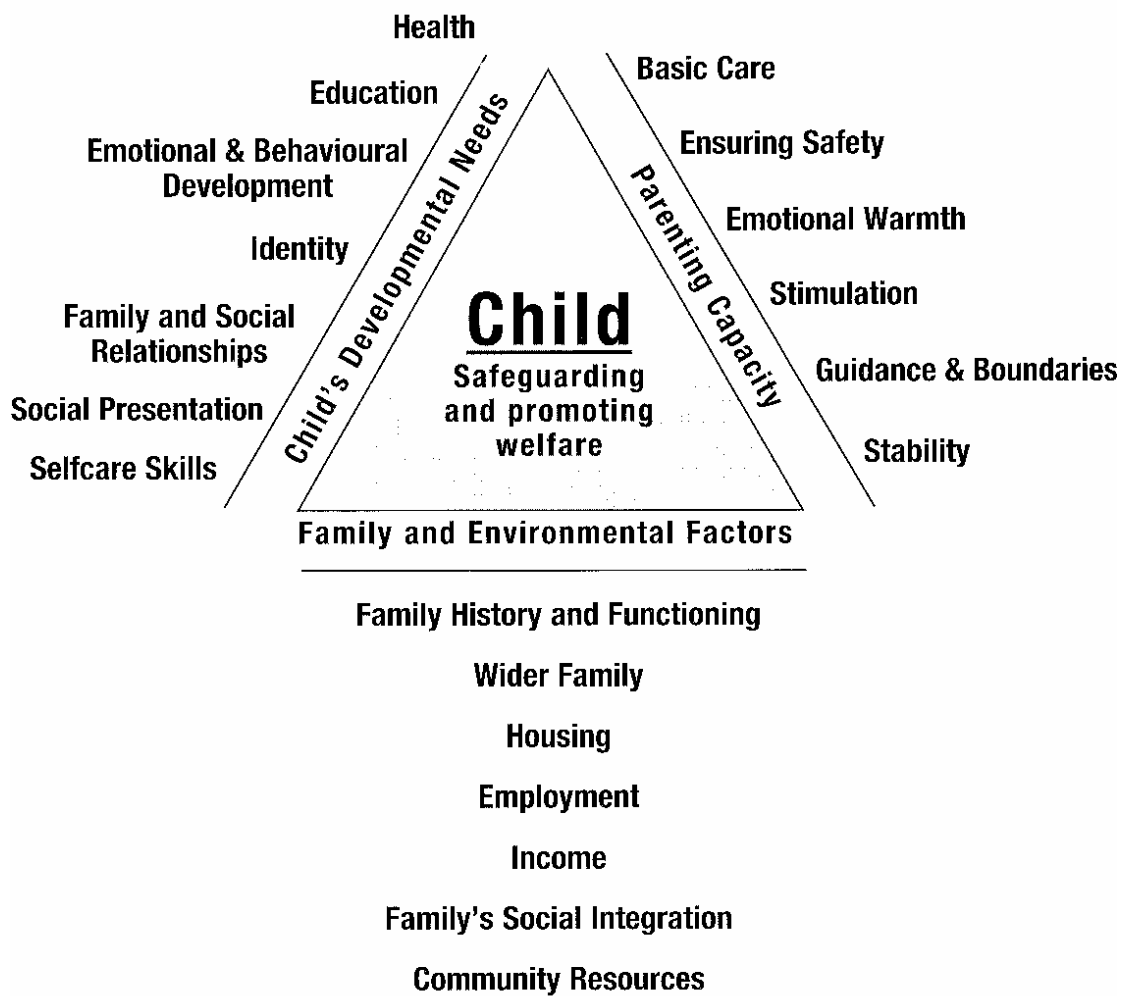 Health
Education
Emotional & Behavioural
Development
Identity
Family and Social
Relationships
Social Presentation
Selfcare Skills
Child's Developmental Needs
Basic Care
Ensuring Safety
Emotional Warmth
Stimulation
Guidance & Boundaries
Stability
Parenting Capacity
Child
Safeguarding
and promoting
welfare
Family and Environmental Factors
Family History and Functioning
Wider Family
Housing
Employment
Income
Family's Social Integration
Community Resources